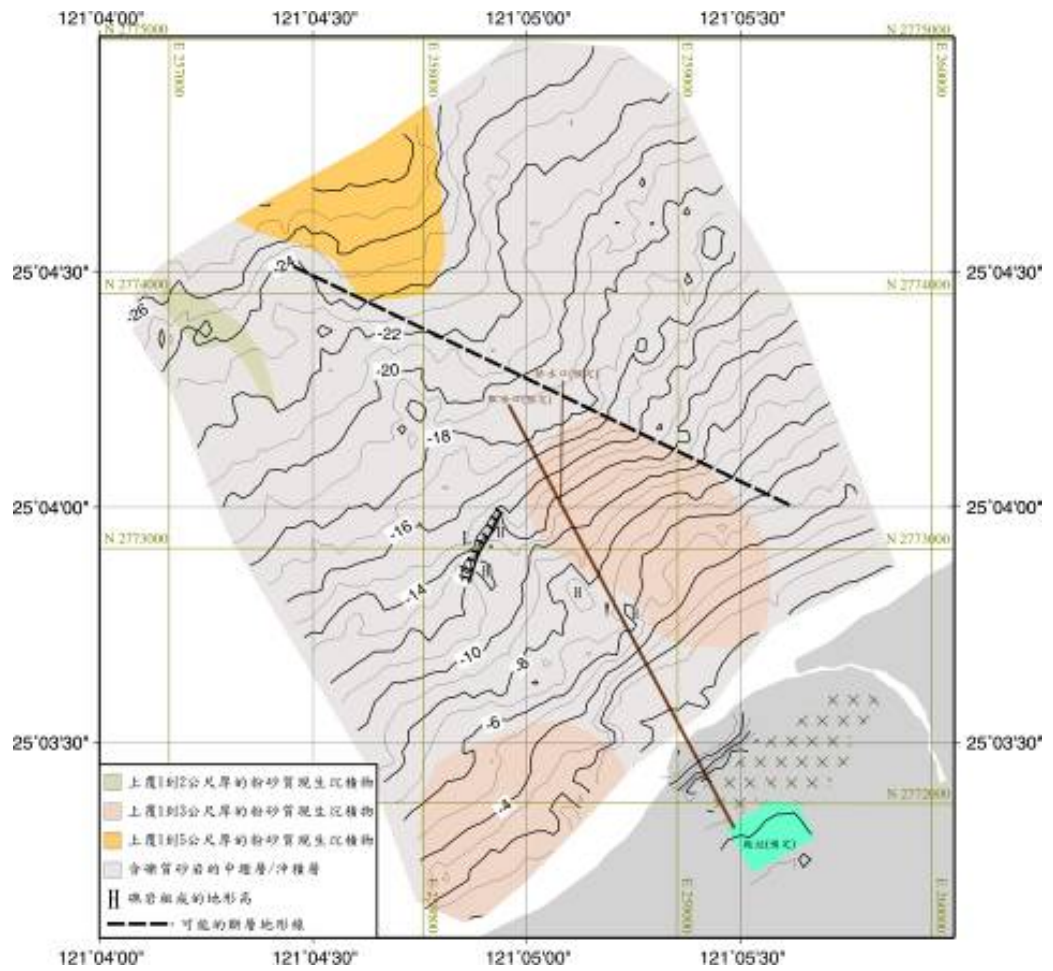 121°04'00" 121°04'30" 121°05'00" 121°05'30"
N 2775000 N 2775000
E 257000 E 258000 E 259000 E 260000
25°04'30" 25°04'30"
-24
N 2774000
-26
-22
-20
-18
25°04'00" 25°04'00"
-16
N 2773000 N 2773000
H
H
-14
-10
-8
-6
25°03'30" 25°03'30"
-4
N 2772000
上覆1到2公尺厚的粉砂質現生沉積物
上覆1到3公尺厚的粉砂質現生沉積物
上覆1到5公尺厚的粉砂質現生沉積物
含礫質砂岩的中壢層/沖積層
H 礁岩組成的地形高
可能的斷層地形線
E 259000 E 260000
121°04'00" 121°04'30" 121°05'00" 121°05'30"